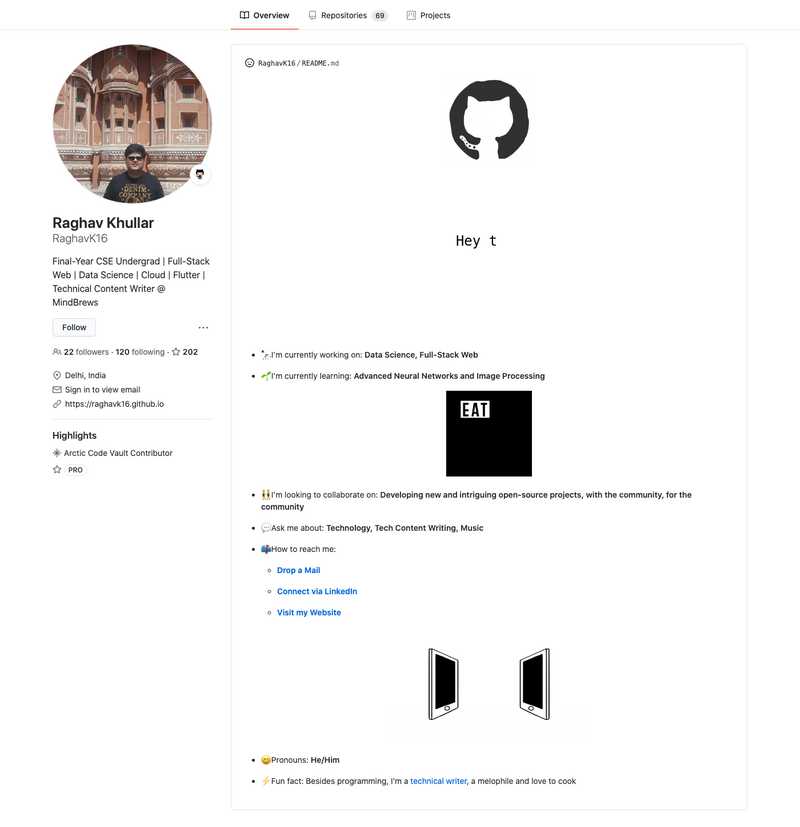 Overview
Repositories 69
Projects
RaghavK16 / README.md
Hey t
DENIM
COMPANY
Raghav Khullar
RaghavK16
Final-Year CSE Undergrad | Full-Stack
Web | Data Science | Cloud | Flutter |
Technical Content Writer @
MindBrews
Follow
22 followers · 120 following · 202
Delhi, India
Sign in to view email
https://raghavk16.github.io
Highlights
Arctic Code Vault Contributor
PRO
I'm currently working on: Data Science, Full-Stack Web
I'm currently learning: Advanced Neural Networks and Image Processing
EAT
I'm looking to collaborate on: Developing new and intriguing open-source projects, with the community, for the
community
Ask me about: Technology, Tech Content Writing, Music
How to reach me:
Drop a Mail
Connect via LinkedIn
Visit my Website
Pronouns: He/Him
Fun fact: Besides programming, I'm a technical writer, a melophile and love to cook